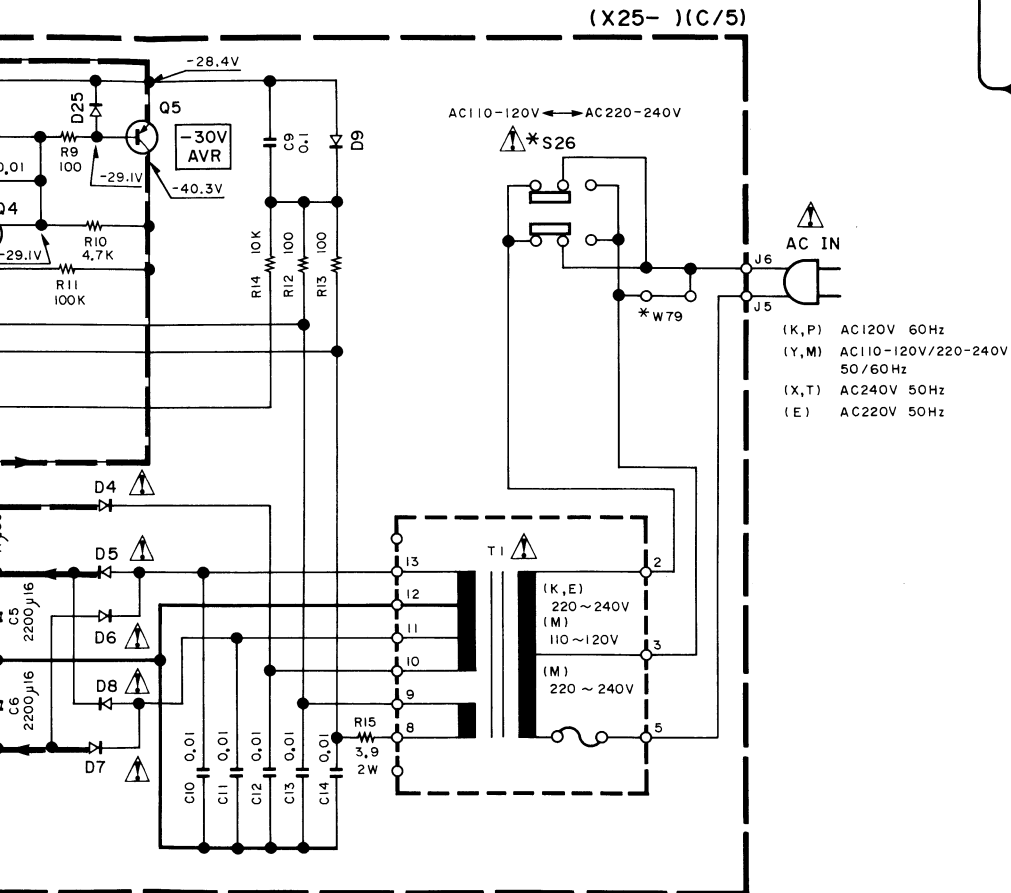 (X25- )(C/5)
-28.4V
D25
Q5
-30V
AVR
C9
0.1
D9
AC110-120V
AC220-240V
*S26
R9
100
0.01
-29.1V
-40.3V
Q4
-29.1V
R10
4.7K
R11
100K
R14
10K
R12
100
R13
100
AC IN
J6
J5
*W79
(K,P) AC120V 60Hz
(Y,M) AC110-120V/220-240V
50/60Hz
(X,T) AC240V 50Hz
(E) AC220V 50Hz
D4
D5
D6
D8
D7
C5
2200µ16
C6
2200µ16
T1
13
12
11
10
9
8
2
3
5
(K,E)
220~240V
(M)
110~120V
(M)
220~240V
R15
3.9
2W
C10
0.01
C11
0.01
C12
0.01
C13
0.01
C14
0.01